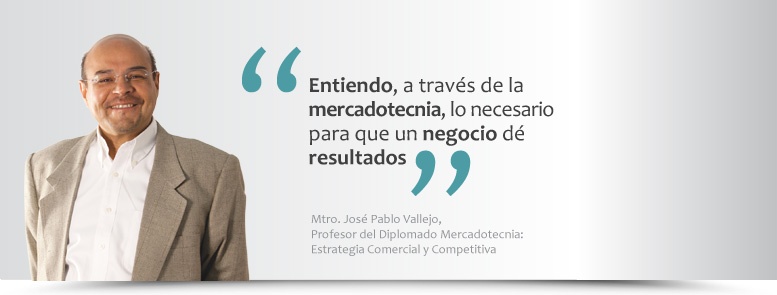 “
Entiendo, a través de la
mercadotecnia, lo necesario
para que un negocio dé
resultados ”
Mtro. José Pablo Vallejo,
Profesor del Diplomado Mercadotecnia:
Estrategia Comercial y Competitiva